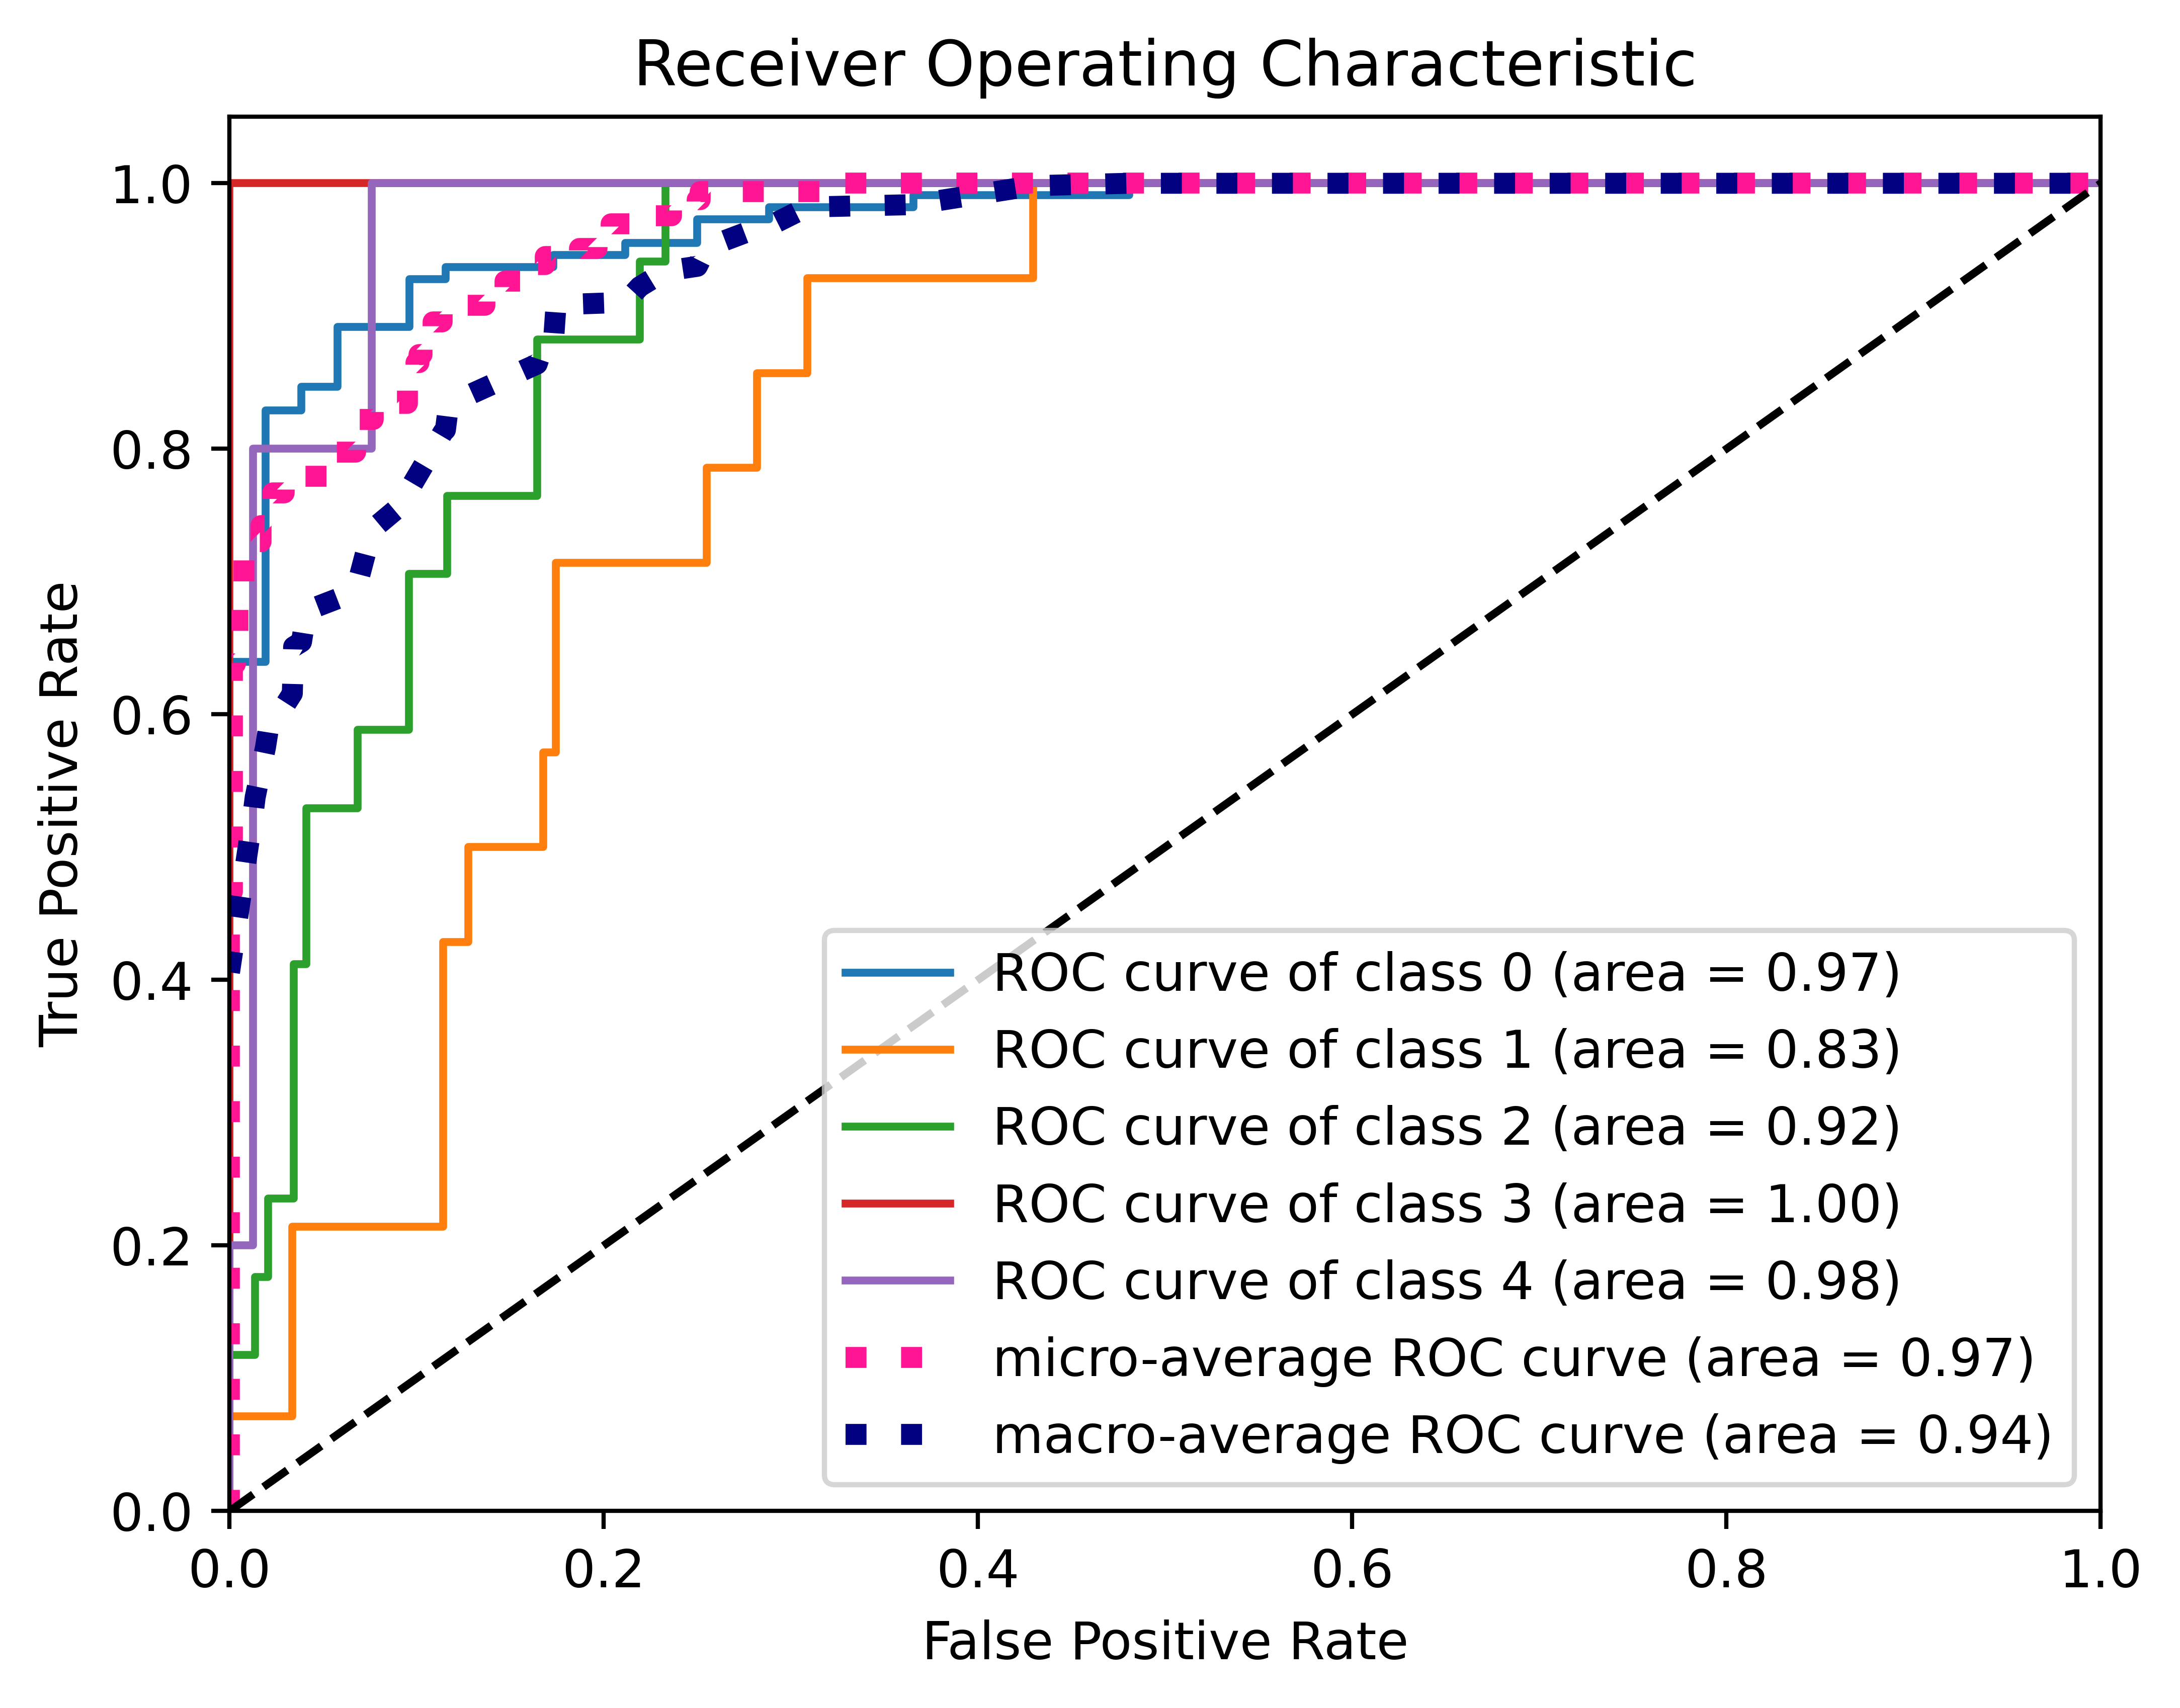 Receiver Operating Characteristic
1.0
0.8
0.6
0.4
0.2
0.0
True Positive Rate
ROC curve of class 0 (area = 0.97)
ROC curve of class 1 (area = 0.83)
ROC curve of class 2 (area = 0.92)
ROC curve of class 3 (area = 1.00)
ROC curve of class 4 (area = 0.98)
micro-average ROC curve (area = 0.97)
macro-average ROC curve (area = 0.94)
0.0 0.2 0.4 0.6 0.8 1.0
False Positive Rate